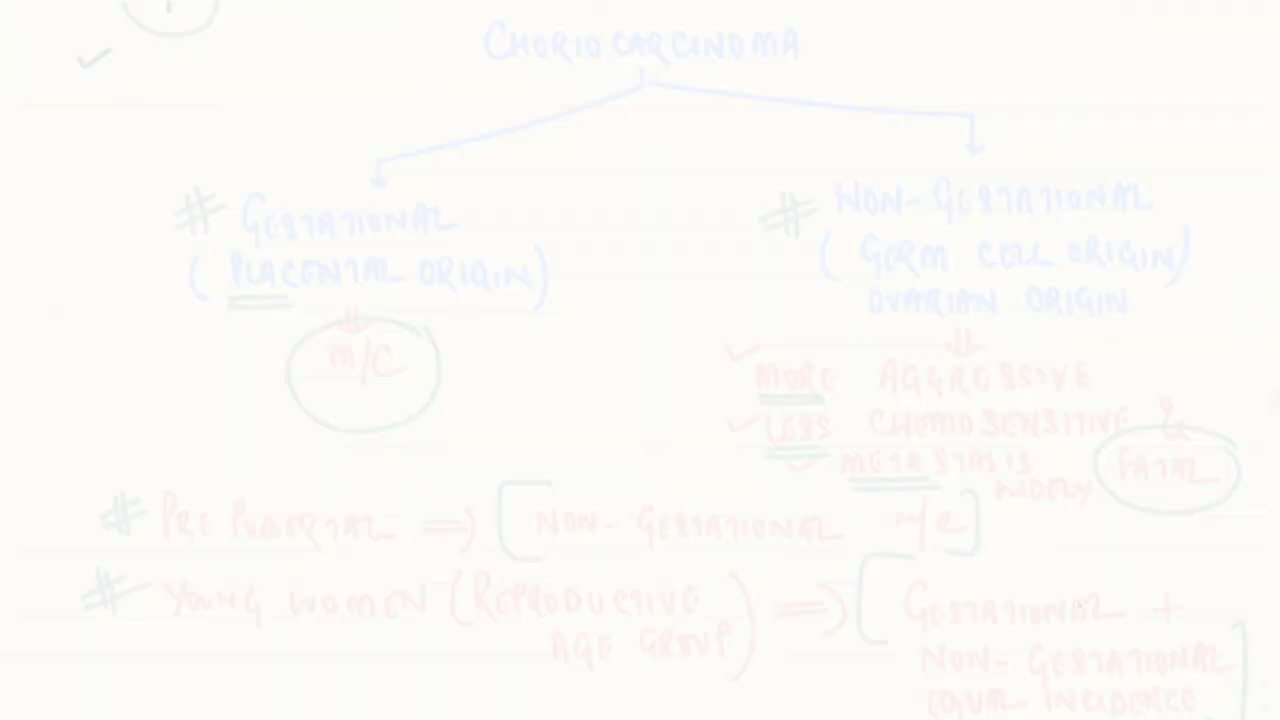 CHORIOCARCINOMA
# GESTATIONAL
(PLACENTAL ORIGIN)
M/C
# NON-GESTATIONAL
(GERM CELL ORIGIN)
OVARIAN ORIGIN
MORE AGGRESSIVE
LESS CHEMOSENSITIVE &
METASTASIS WIDELY FATAL
# PRE PUBERTAL => [NON-GESTATIONAL M/C]
# YOUNG WOMEN (REPRODUCTIVE AGE GROUP) => [GESTATIONAL +
NON-GESTATIONAL
EQUAL INCIDENCE]